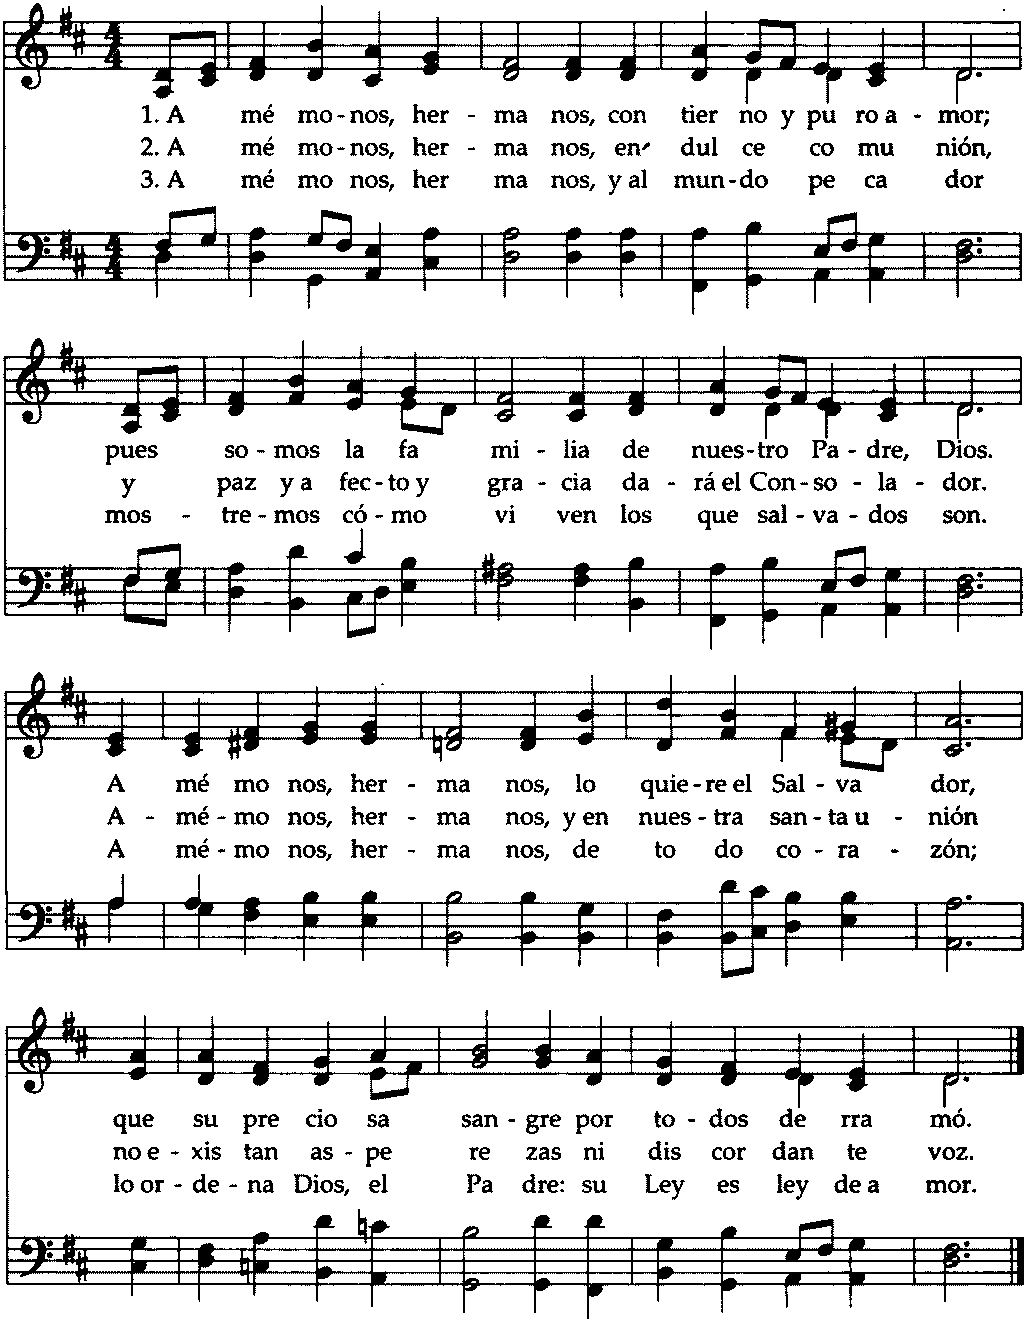 1. A mé mo - nos, her - ma nos, con tier no y pu ro a - mor;
2. A mé mo - nos, her - ma nos, en dul ce co mu nión,
3. A mé mo nos, her ma nos, y al mun - do pe ca dor
pues so - mos la fa mi - lia de nues - tro Pa - dre, Dios.
y paz y a fec - to y gra - cia da - rá el Con - so - la - dor.
mos - tre - mos có - mo vi ven los que sal - va - dos son.
A mé mo nos, her - ma nos, lo quie - re el Sal - va dor,
A - mé - mo nos, her - ma nos, y en nues - tra san - ta u - nión
A mé - mo nos, her - ma nos, de to do co - ra - zón;
que su pre cio sa san - gre por to - dos de rra mó.
no e - xis tan as - pe re zas ni dis cor dan te voz.
lo or - de - na Dios, el Pa dre: su Ley es ley de a mor.